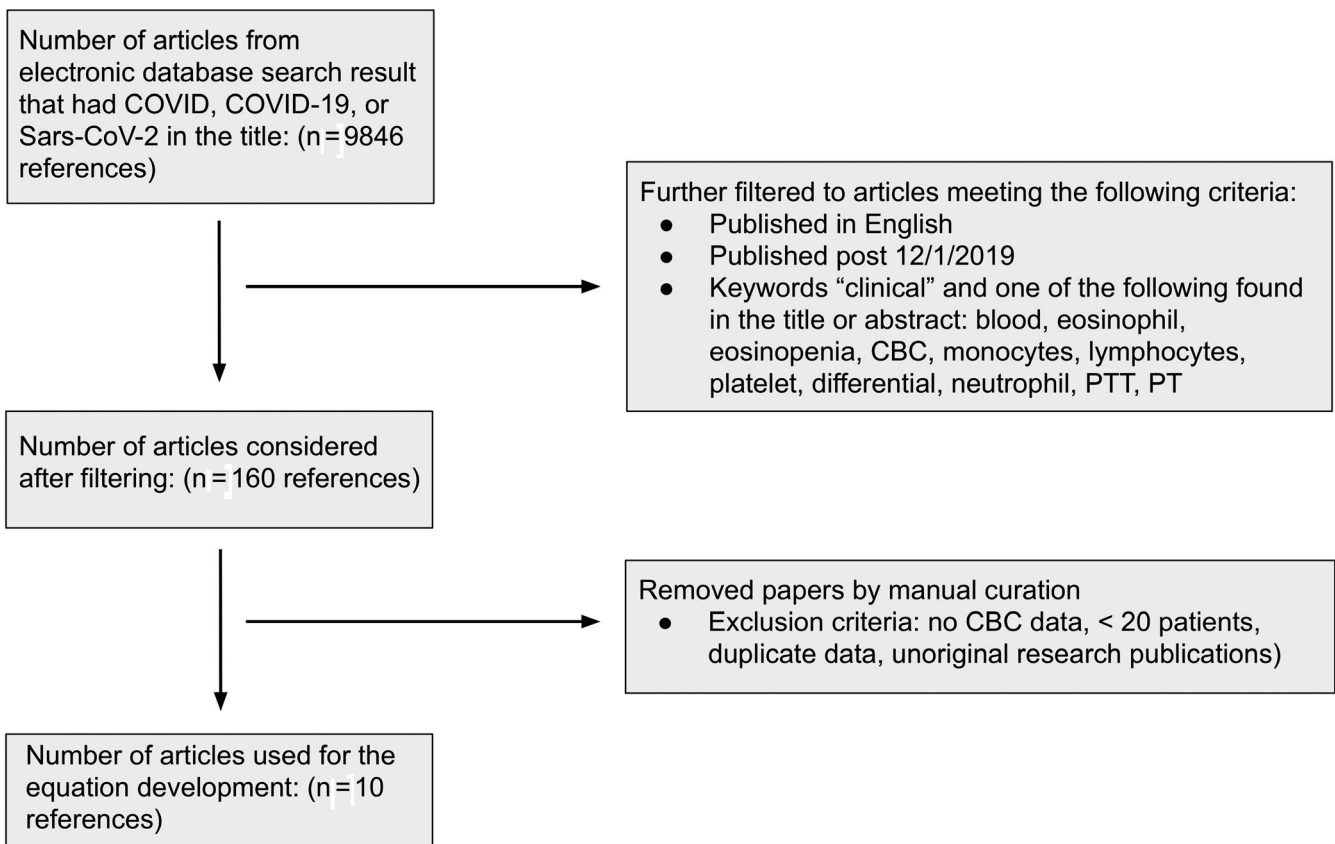 Number of articles from
electronic database search result
that had COVID, COVID-19, or
Sars-CoV-2 in the title: (n = 9846
references)
Further filtered to articles meeting the following criteria:
● Published in English
● Published post 12/1/2019
● Keywords “clinical” and one of the following found
in the title or abstract: blood, eosinophil,
eosinopenia, CBC, monocytes, lymphocytes,
platelet, differential, neutrophil, PTT, PT
Number of articles considered
after filtering: (n = 160 references)
Removed papers by manual curation
● Exclusion criteria: no CBC data, < 20 patients,
duplicate data, unoriginal research publications)
Number of articles used for the
equation development: (n = 10
references)